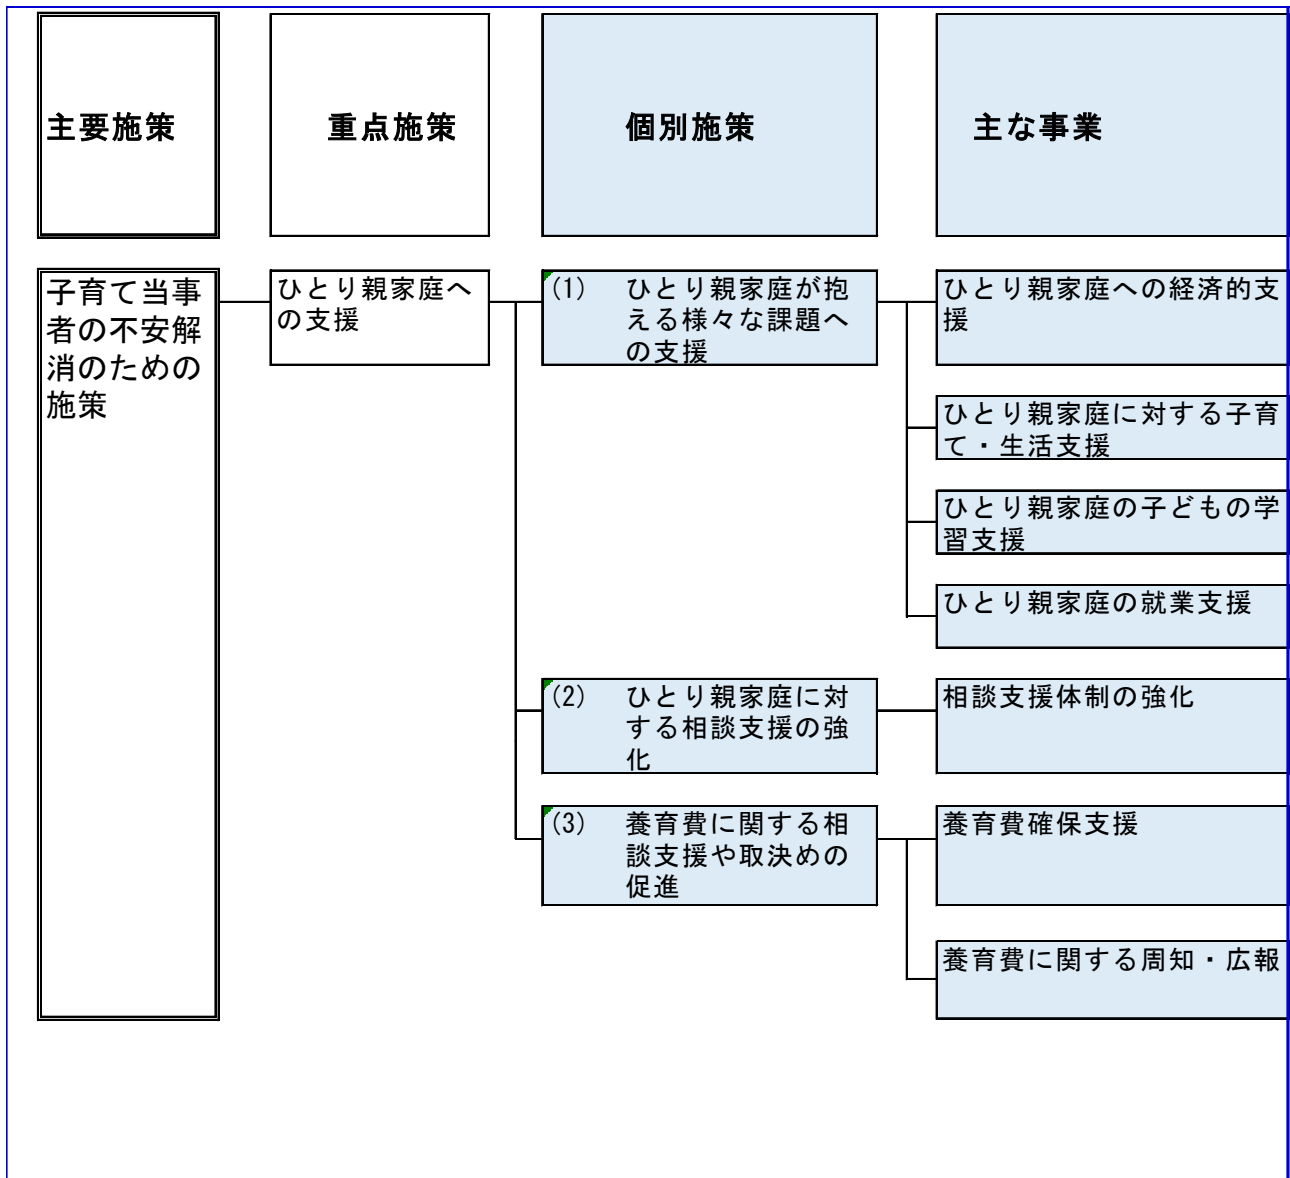 主要施策
重点施策
個別施策
主な事業
子育て当事
者の不安解
消のための
施策
ひとり親家庭へ
の支援
(1) ひとり親家庭が抱
える様々な課題へ
の支援
ひとり親家庭への経済的支
援
ひとり親家庭に対する子育
て・生活支援
ひとり親家庭の子どもの学
習支援
ひとり親家庭の就業支援
(2) ひとり親家庭に対
する相談支援の強
化
相談支援体制の強化
(3) 養育費に関する相
談支援や取決めの
促進
養育費確保支援
養育費に関する周知・広報